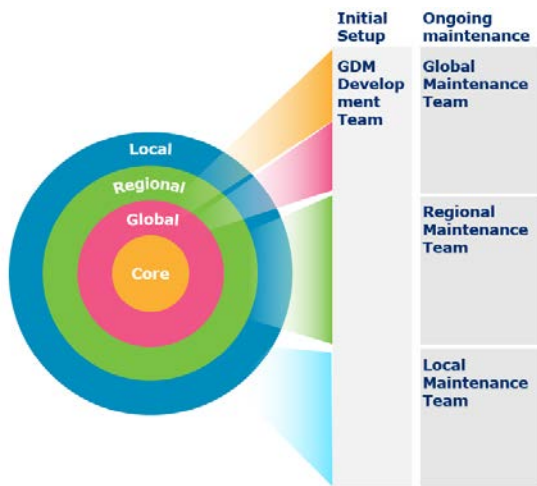 Initial
Setup
Ongoing
maintenance
GDM
Develop
ment
Team
Global
Maintenance
Team
Local
Regional
Global
Core
Regional
Maintenance
Team
Local
Maintenance
Team